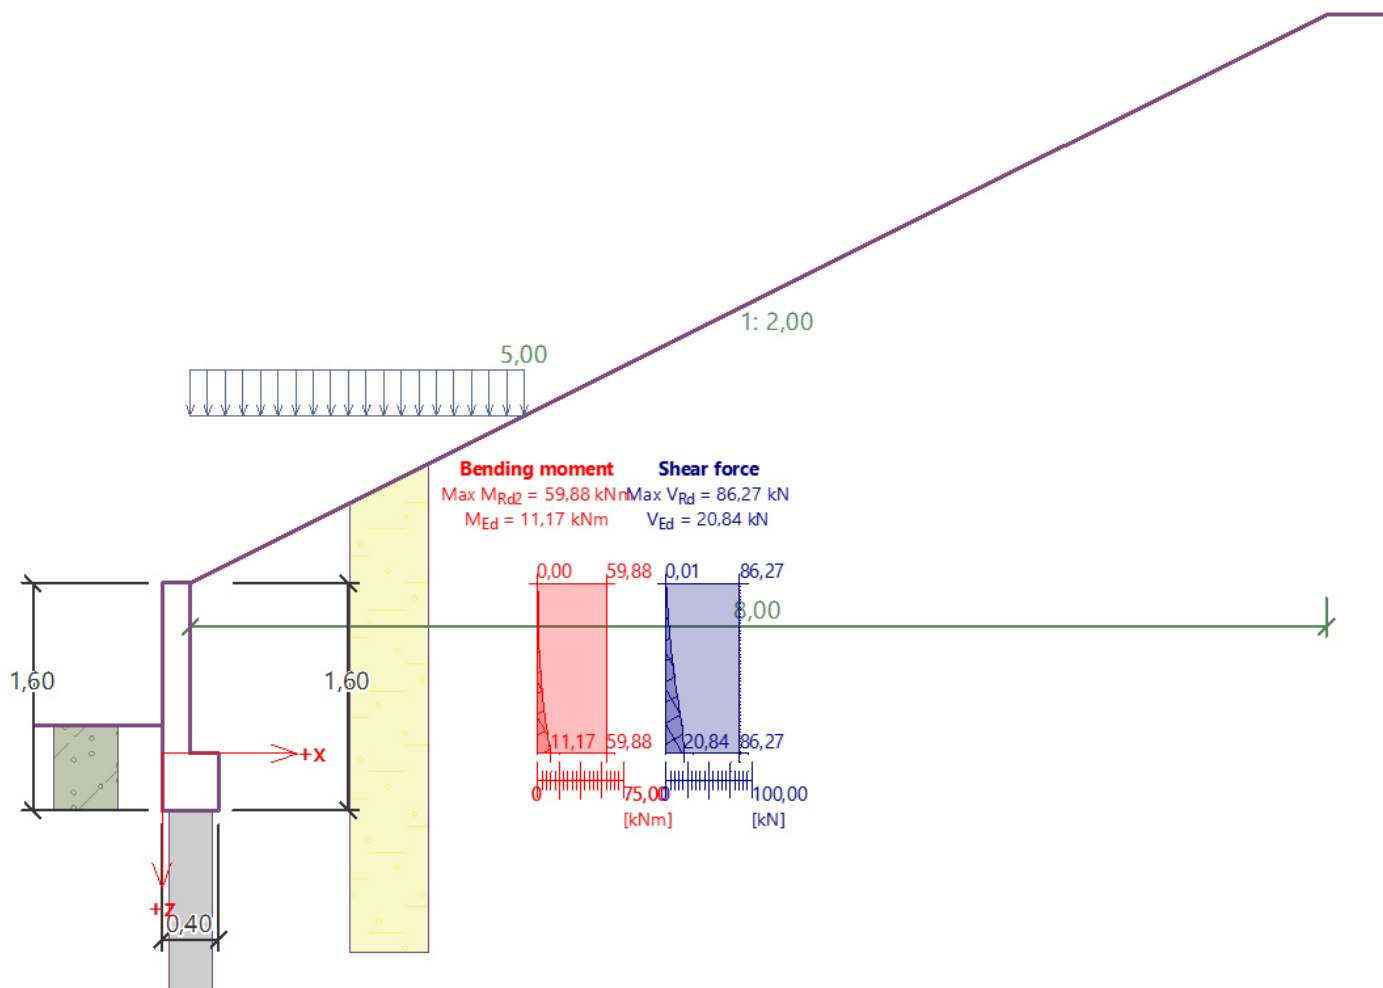 1: 2,00
5,00
Bending moment
Max MRd2 = 59,88 kNm
MEd = 11,17 kNm
Shear force
Max VRd = 86,27 kN
VEd = 20,84 kN
0,00 59,88
0,01 86,27
8,00
1,60
1,60
11,17 59,88
20,84 86,27
+x
0 75,00
[kNm]
0 100,00
[kN]
+z
0,40